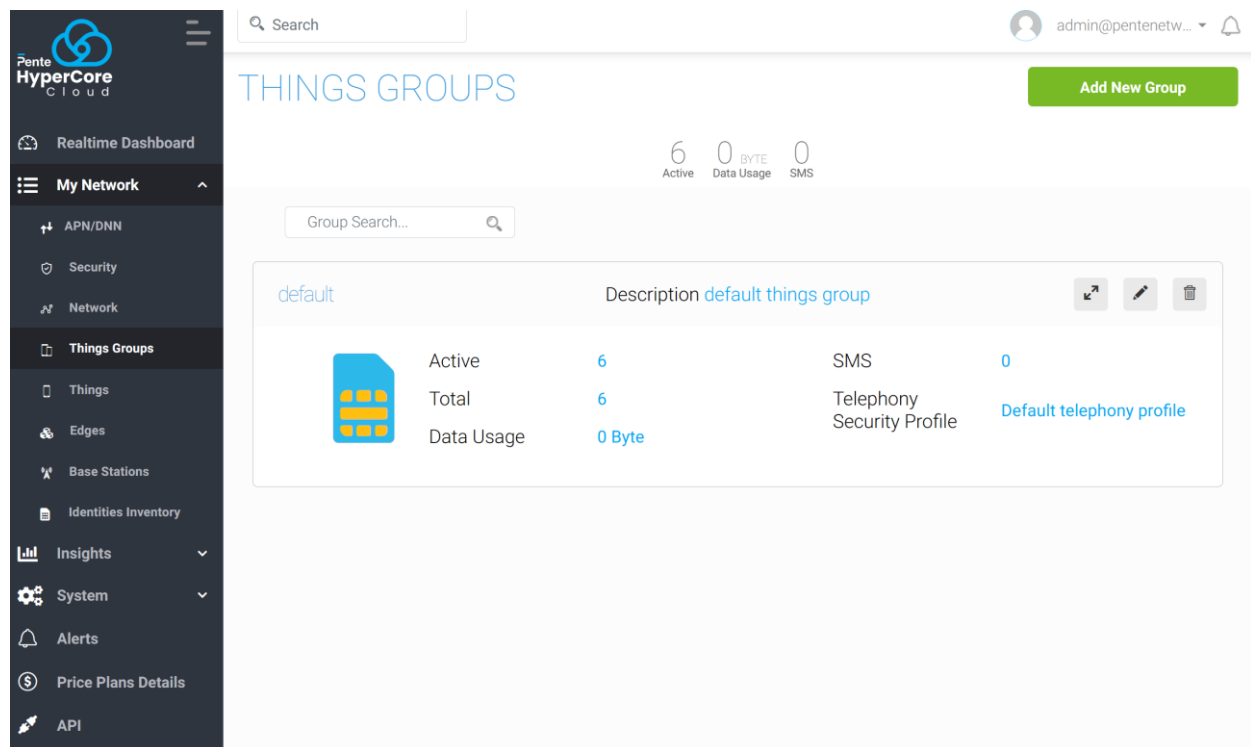 Pente
HyperCore
Cloud
Realtime Dashboard
My Network
APN/DNN
Security
Network
Things Groups
Things
Edges
Base Stations
Identities Inventory
Insights
System
Alerts
Price Plans Details
API
Search
admin@pentenetw...
THINGS GROUPS
Add New Group
6 0 BYTE 0
Active Data Usage SMS
Group Search...
default Description default things group
Active 6 SMS 0
Total 6 Telephony
Security Profile Default telephony profile
Data Usage 0 Byte